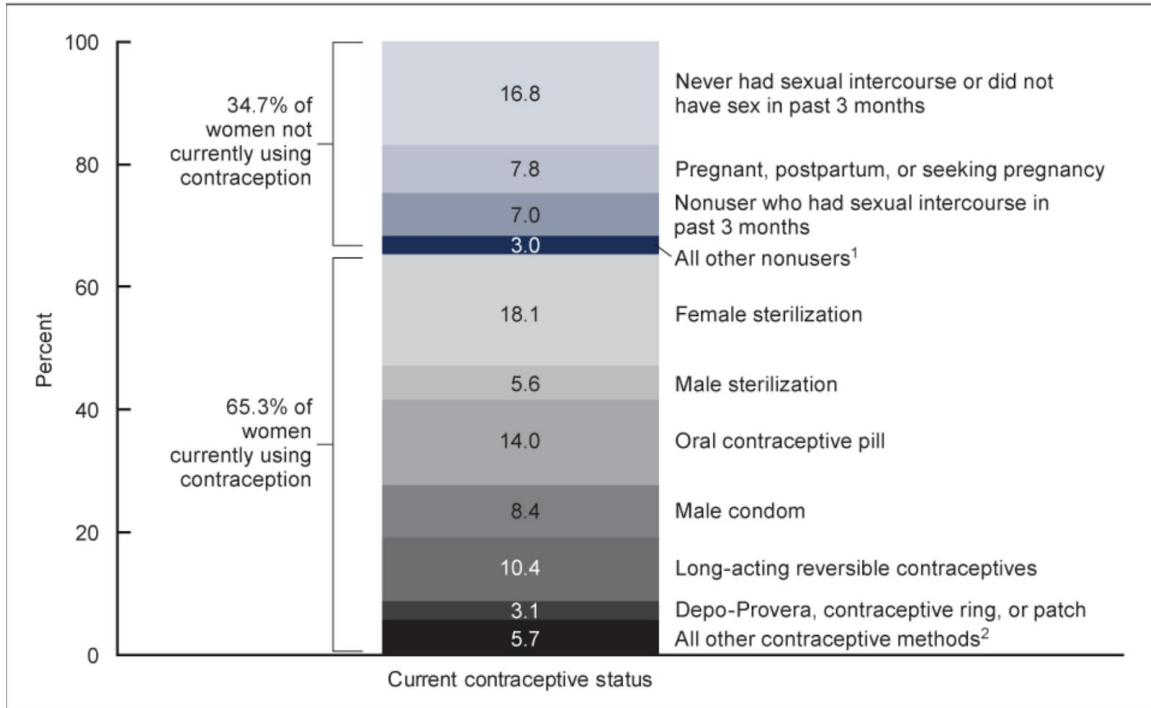 100
80
60
40
20
0
Percent
34.7% of
women not
currently using
contraception
65.3% of
women
currently using
contraception
16.8
Never had sexual intercourse or did not
have sex in past 3 months
7.8
Pregnant, postpartum, or seeking pregnancy
7.0
Nonuser who had sexual intercourse in
past 3 months
3.0
All other nonusers¹
18.1
Female sterilization
5.6
Male sterilization
14.0
Oral contraceptive pill
8.4
Male condom
10.4
Long-acting reversible contraceptives
3.1
Depo-Provera, contraceptive ring, or patch
5.7
All other contraceptive methods²
Current contraceptive status